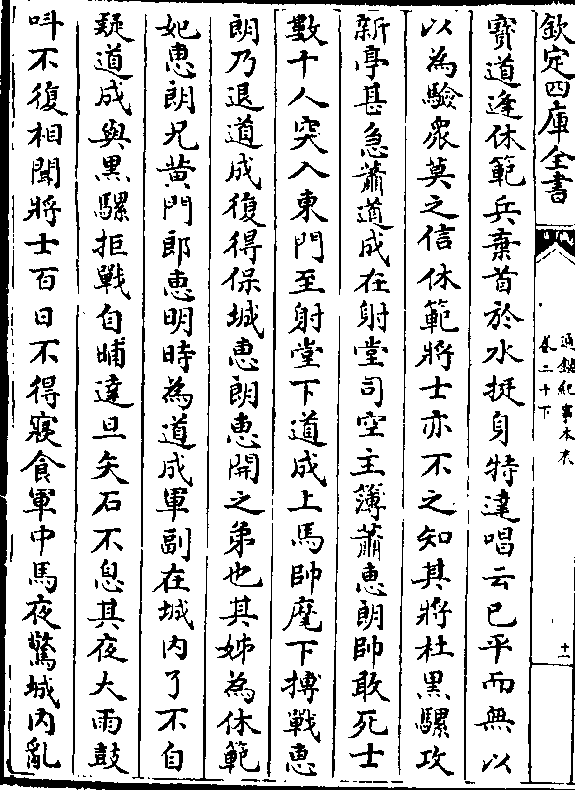 欽定四庫全書
通鑑紀事本末
卷二十下
十一
寳道逢休範兵棄首於水挺身特達唱云已平而無以
以為驗衆莫之信休範將士亦不之知其將杜黒騾攻
新亭甚急蕭道成在射堂司空主簿蕭惠朗帥敢死士
數十人突入東門至射堂下道成上馬帥麾下搏戰惠
朗乃退道成復得保城惠朗惠開之弟也其姊為休範
妃惠朗兄黄門郎惠明時為道成軍副在城内了不自
疑道成與黒騾拒戰自晡達旦矢石不息其夜大雨鼓
呌不復相聞將士百日不得寢食軍中馬夜驚城内亂